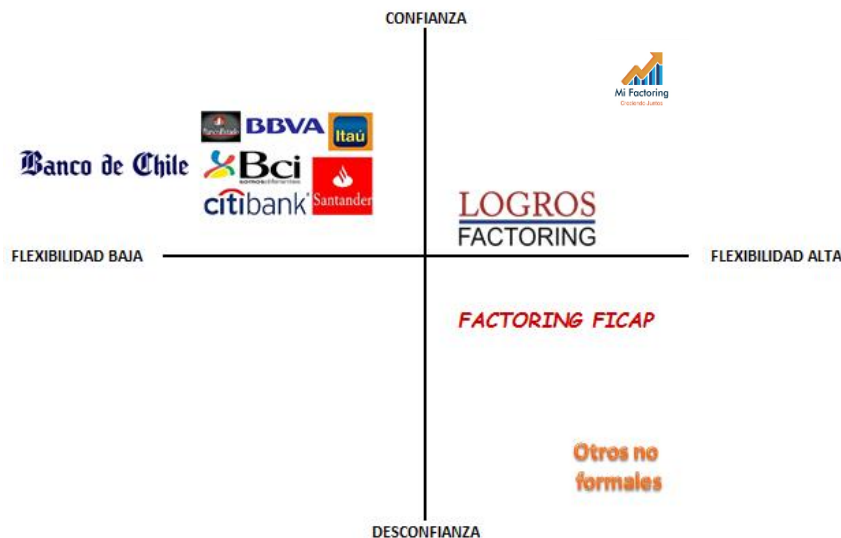 CONFIANZA
Mi Factoring
Creciendo Juntos
BancoEstado
BBVA
Itaú
Banco de Chile
Bci
citibank
Santander
LOGROS
FACTORING
FLEXIBILIDAD BAJA
FLEXIBILIDAD ALTA
FACTORING FICAP
Otros no
formales
DESCONFIANZA